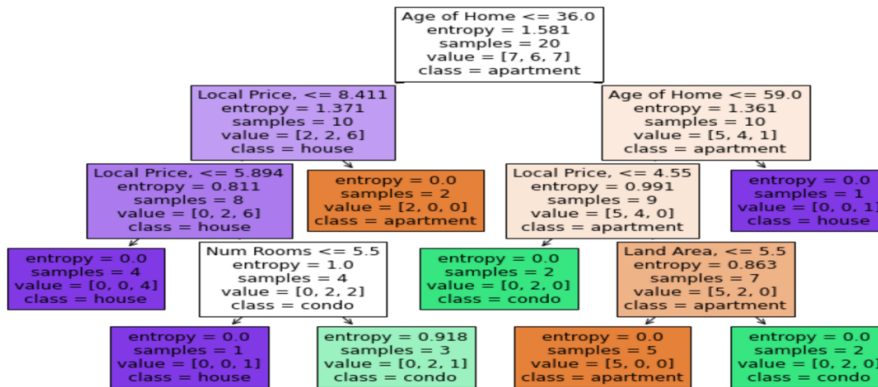 Age of Home <= 36.0
entropy = 1.581
samples = 20
value = [7, 6, 7]
class = apartment
Local Price, <= 8.411
entropy = 1.371
samples = 10
value = [2, 2, 6]
class = house
Age of Home <= 59.0
entropy = 1.361
samples = 10
value = [5, 4, 1]
class = apartment
Local Price, <= 5.894
entropy = 0.811
samples = 8
value = [0, 2, 6]
class = house
entropy = 0.0
samples = 2
value = [2, 0, 0]
class = apartment
Local Price, <= 4.55
entropy = 0.991
samples = 9
value = [5, 4, 0]
class = apartment
entropy = 0.0
samples = 1
value = [0, 0, 1]
class = house
entropy = 0.0
samples = 4
value = [0, 0, 4]
class = house
Num Rooms <= 5.5
entropy = 1.0
samples = 4
value = [0, 2, 2]
class = condo
entropy = 0.0
samples = 2
value = [0, 2, 0]
class = condo
Land Area, <= 5.5
entropy = 0.863
samples = 7
value = [5, 2, 0]
class = apartment
entropy = 0.0
samples = 1
value = [0, 0, 1]
class = house
entropy = 0.918
samples = 3
value = [0, 2, 1]
class = condo
entropy = 0.0
samples = 5
value = [5, 0, 0]
class = apartment
entropy = 0.0
samples = 2
value = [0, 2, 0]
class = condo